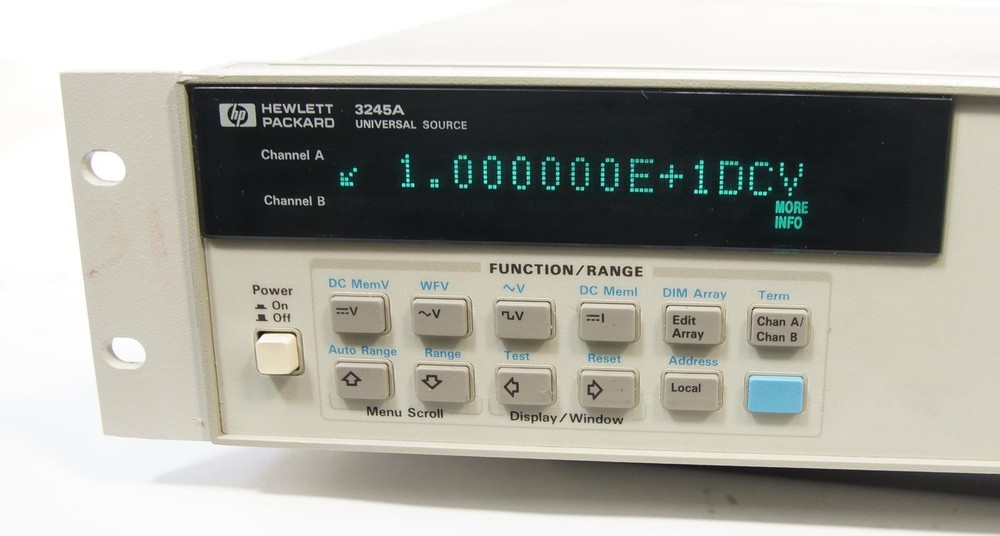 hp HEWLETT PACKARD
3245A
UNIVERSAL SOURCE
Channel A
1.000000E+1DCV
Channel B
MORE
INFO
FUNCTION/RANGE
Power
On
Off
DC MemV WFV ∿V DC MemI DIM Array Term
⎓V ∿V ⊓⊔V ⎓I Edit Array Chan A/ Chan B
Auto Range Range Test Reset Address
Local
Menu Scroll Display/Window